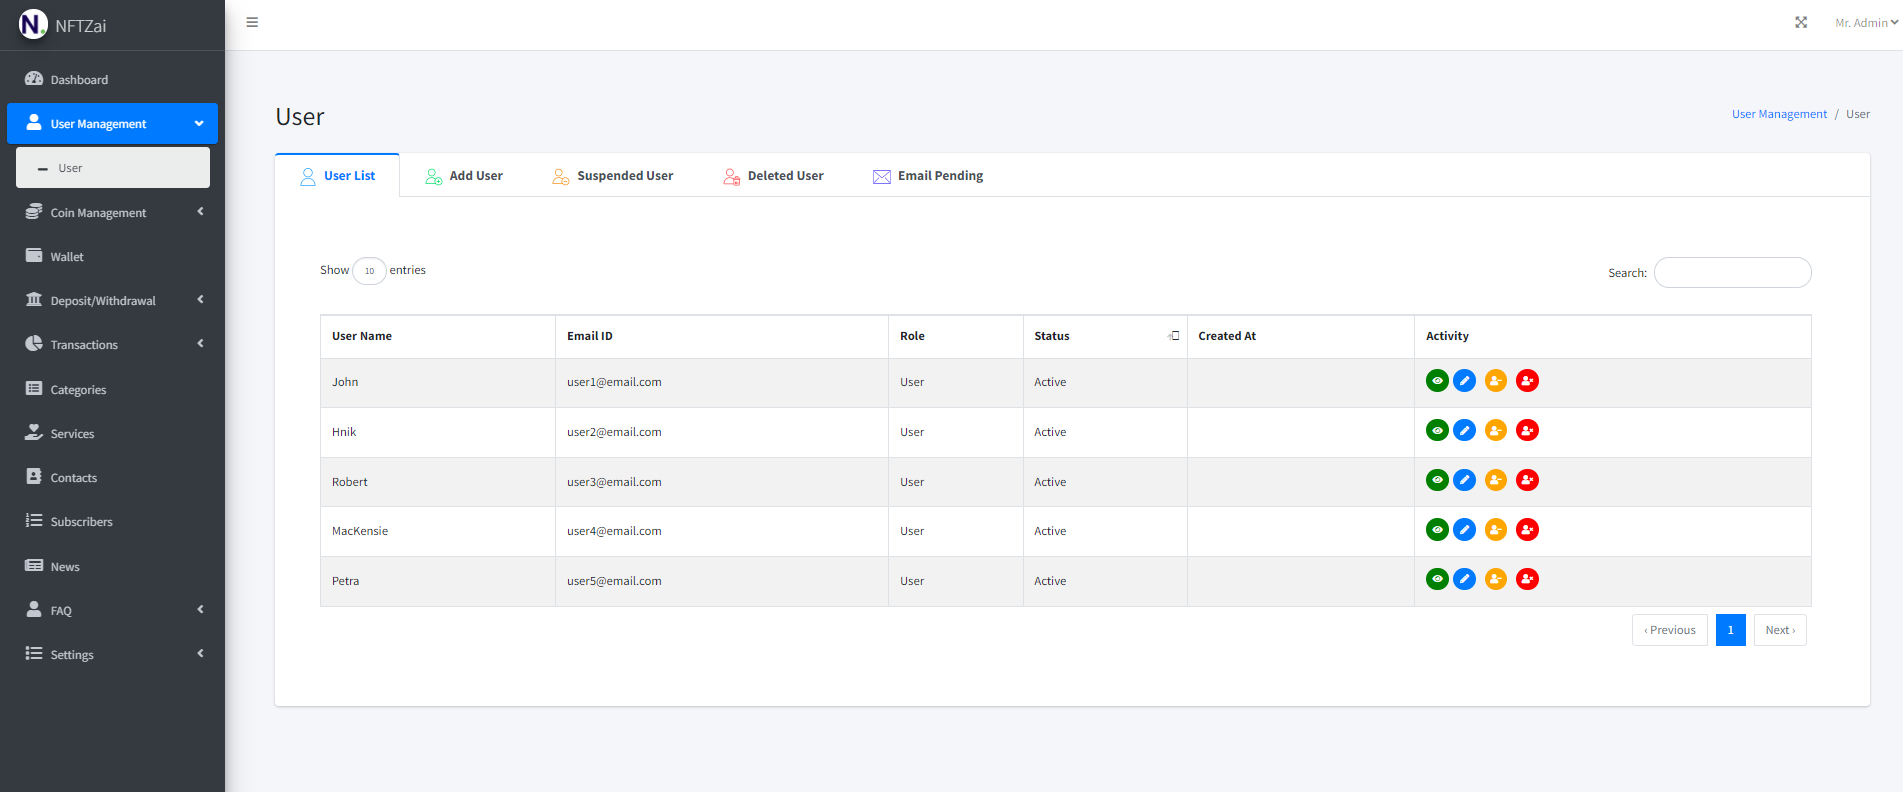 N. NFTZai
Mr. Admin
Dashboard
User Management
User
Coin Management
Wallet
Deposit/Withdrawal
Transactions
Categories
Services
Contacts
Subscribers
News
FAQ
Settings
User
User Management / User
User List Add User Suspended User Deleted User Email Pending
Show 10 entries Search:
User Name Email ID Role Status Created At Activity
John user1@email.com User Active
Hnik user2@email.com User Active
Robert user3@email.com User Active
MacKensie user4@email.com User Active
Petra user5@email.com User Active
‹ Previous 1 Next ›